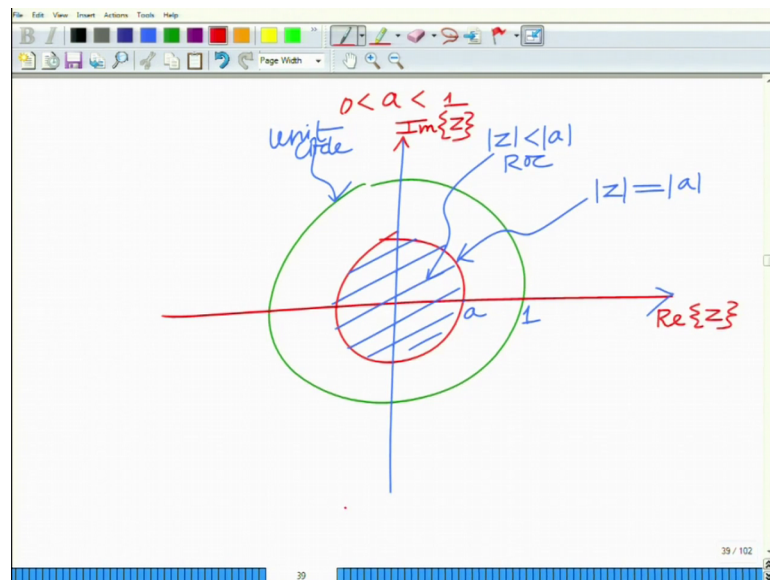 File Edit View Insert Actions Tools Help
B I
Page Width
0 < a < 1
Im{z}
unit
circle
|z| < |a|
ROC
|z| = |a|
a
1
Re{z}
39 / 102
39